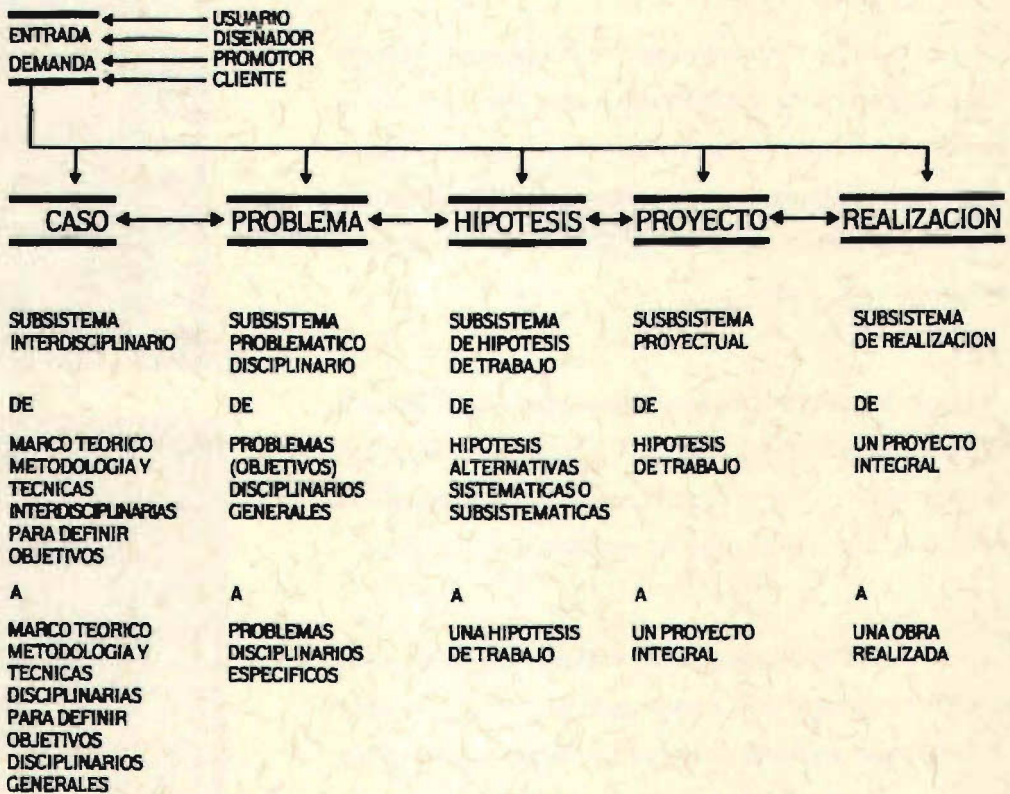 USUARIO
ENTRADA
DISEÑADOR
DEMANDA
PROMOTOR
CLIENTE
CASO
PROBLEMA
HIPOTESIS
PROYECTO
REALIZACION
SUBSISTEMA
INTERDISCIPLINARIO
DE
MARCO TEORICO
METODOLOGIA Y
TECNICAS
INTERDISCIPLINARIAS
PARA DEFINIR
OBJETIVOS
A
MARCO TEORICO
METODOLOGIA Y
TECNICAS
DISCIPLINARIAS
PARA DEFINIR
OBJETIVOS
DISCIPLINARIOS
GENERALES
SUBSISTEMA
PROBLEMATICO
DISCIPLINARIO
DE
PROBLEMAS
(OBJETIVOS)
DISCIPLINARIOS
GENERALES
A
PROBLEMAS
DISCIPLINARIOS
ESPECIFICOS
SUBSISTEMA
DE HIPOTESIS
DE TRABAJO
DE
HIPOTESIS
ALTERNATIVAS
SISTEMATICAS O
SUBSISTEMATICAS
A
UNA HIPOTESIS
DE TRABAJO
SUSBSISTEMA
PROYECTUAL
DE
HIPOTESIS
DE TRABAJO
A
UN PROYECTO
INTEGRAL
SUBSISTEMA
DE REALIZACION
DE
UN PROYECTO
INTEGRAL
A
UNA OBRA
REALIZADA